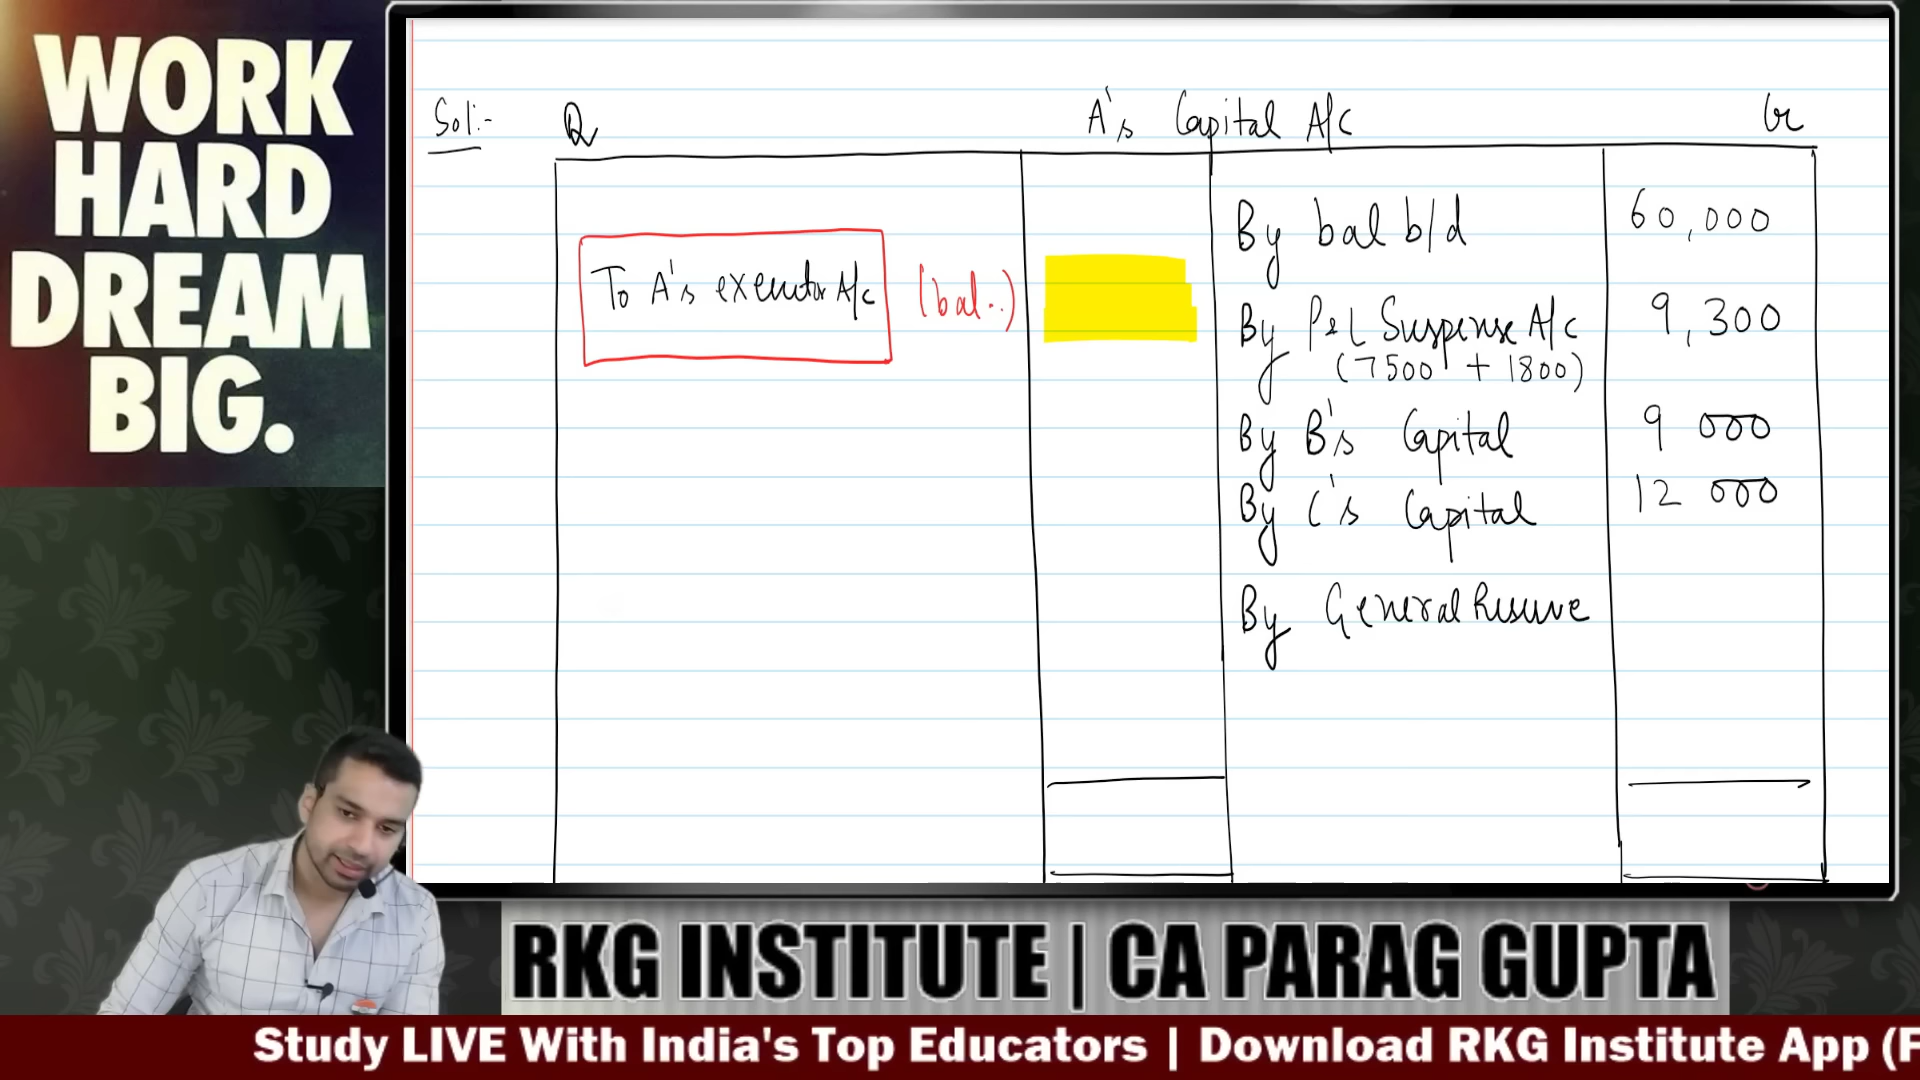 WORK
HARD
DREAM
BIG.
Sol:- Dr A's Capital A/c Cr
By bal b/d 60,000
To A's executor A/c (bal..)
By P&L Suspense A/c 9,300
(7500 + 1800)
By B's Capital 9 000
By C's Capital 12 000
By General Reserve
RKG INSTITUTE | CA PARAG GUPTA
Study LIVE With India's Top Educators | Download RKG Institute App (F